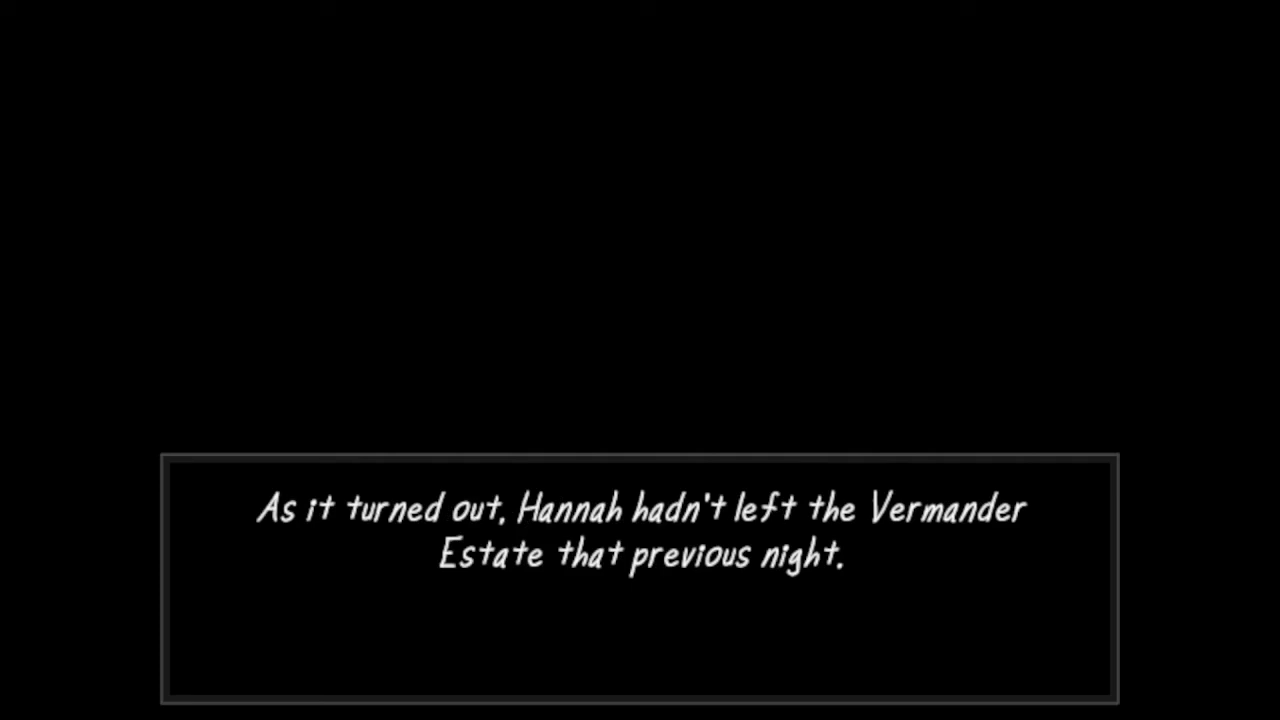 As it turned out, Hannah hadn't left the Vermander
Estate that previous night.